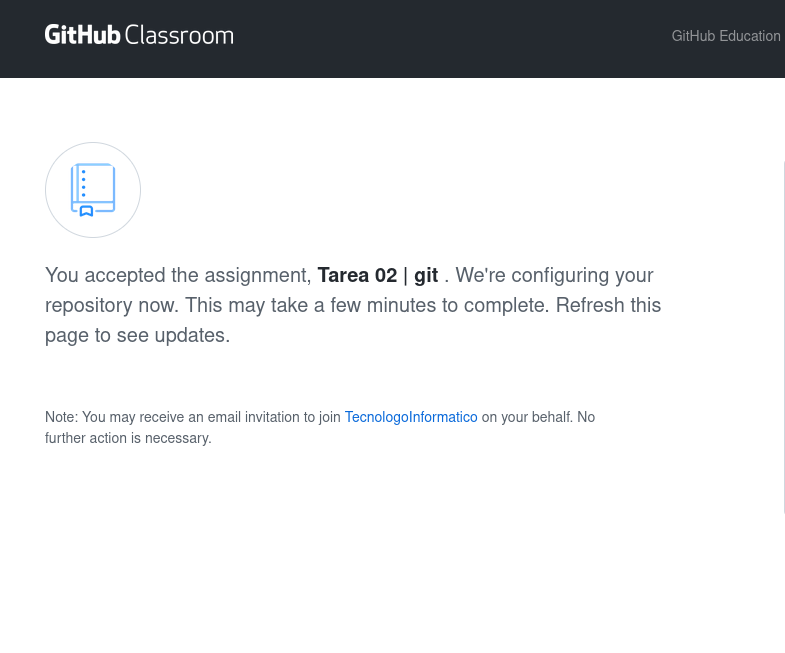 GitHub Classroom
GitHub Education
You accepted the assignment, Tarea 02 | git . We're configuring your
repository now. This may take a few minutes to complete. Refresh this
page to see updates.
Note: You may receive an email invitation to join TecnologoInformatico on your behalf. No
further action is necessary.